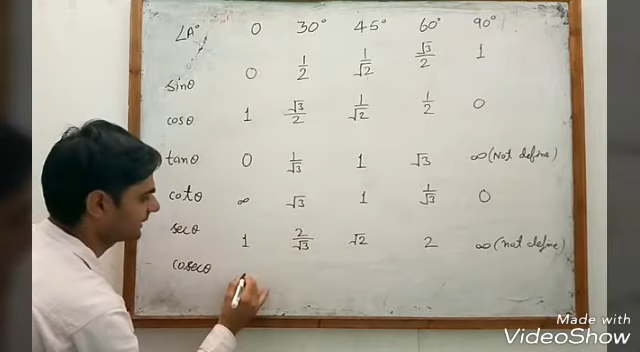 ∠A° 0 30° 45° 60° 90°
sinθ 0 1/2 1/√2 √3/2 1
cosθ 1 √3/2 1/√2 1/2 0
tanθ 0 1/√3 1 √3 ∞(Not define)
cotθ ∞ √3 1 1/√3 0
secθ 1 2/√3 √2 2 ∞(not define)
cosecθ
Made with
VideoShow